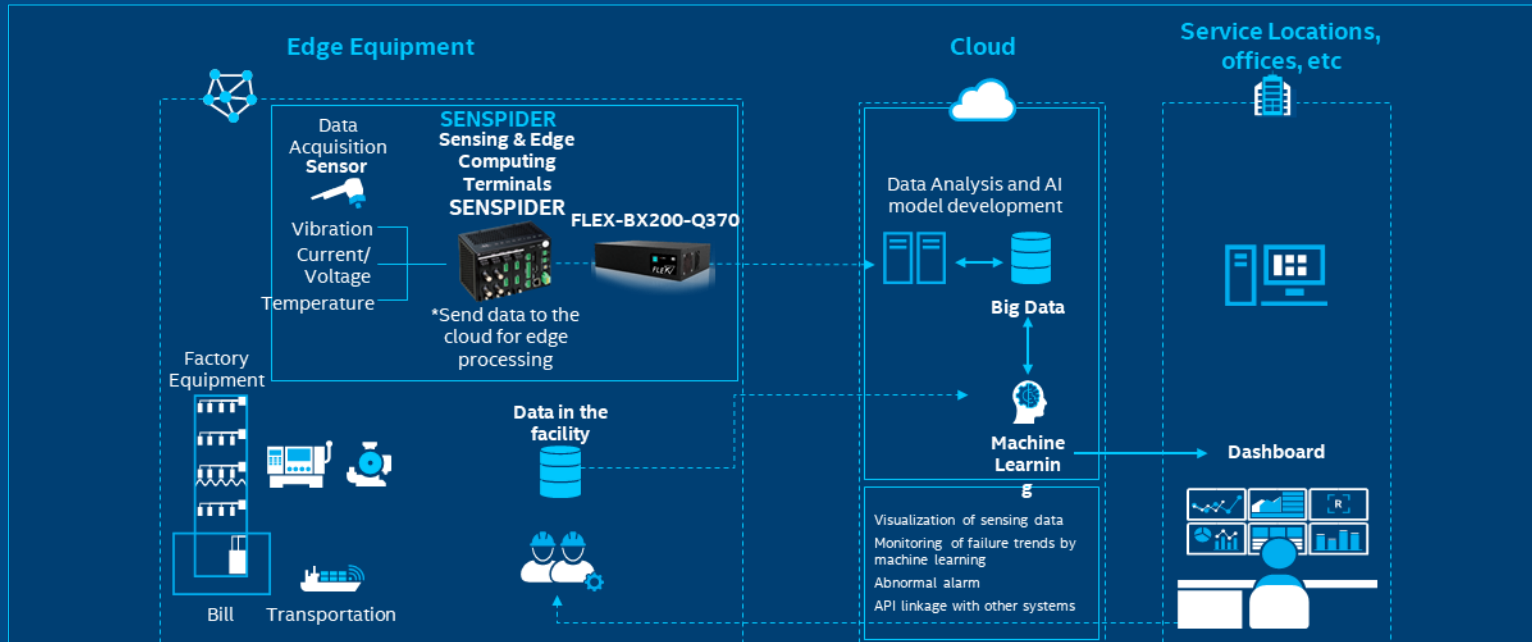 Edge Equipment
Cloud
Service Locations,
offices, etc
Data
Acquisition
Sensor
SENSPIDER
Sensing & Edge
Computing
Terminals
SENSPIDER
FLEX-BX200-Q370
Vibration
Current/
Voltage
Temperature
FLEX
*Send data to the
cloud for edge
processing
Data Analysis and AI
model development
Big Data
Factory
Equipment
Data in the
facility
Machine
Learnin
g
Dashboard
R
Visualization of sensing data
Monitoring of failure trends by
machine learning
Abnormal alarm
API linkage with other systems
Bill
Transportation